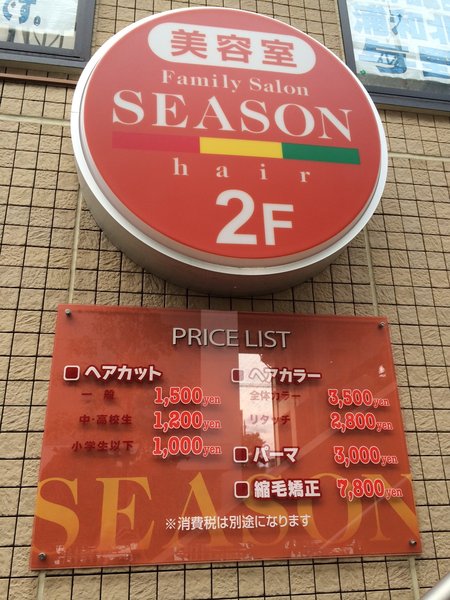 美容室
Family Salon
SEASON
hair
2F
PRICE LIST
ヘアカット
一般 1,500yen
中・高校生 1,200yen
小学生以下 1,000yen
ヘアカラー
全体カラー 3,500yen
リタッチ 2,800yen
パーマ 3,000yen
縮毛矯正 7,800yen
SEASON
※消費税は別途になります